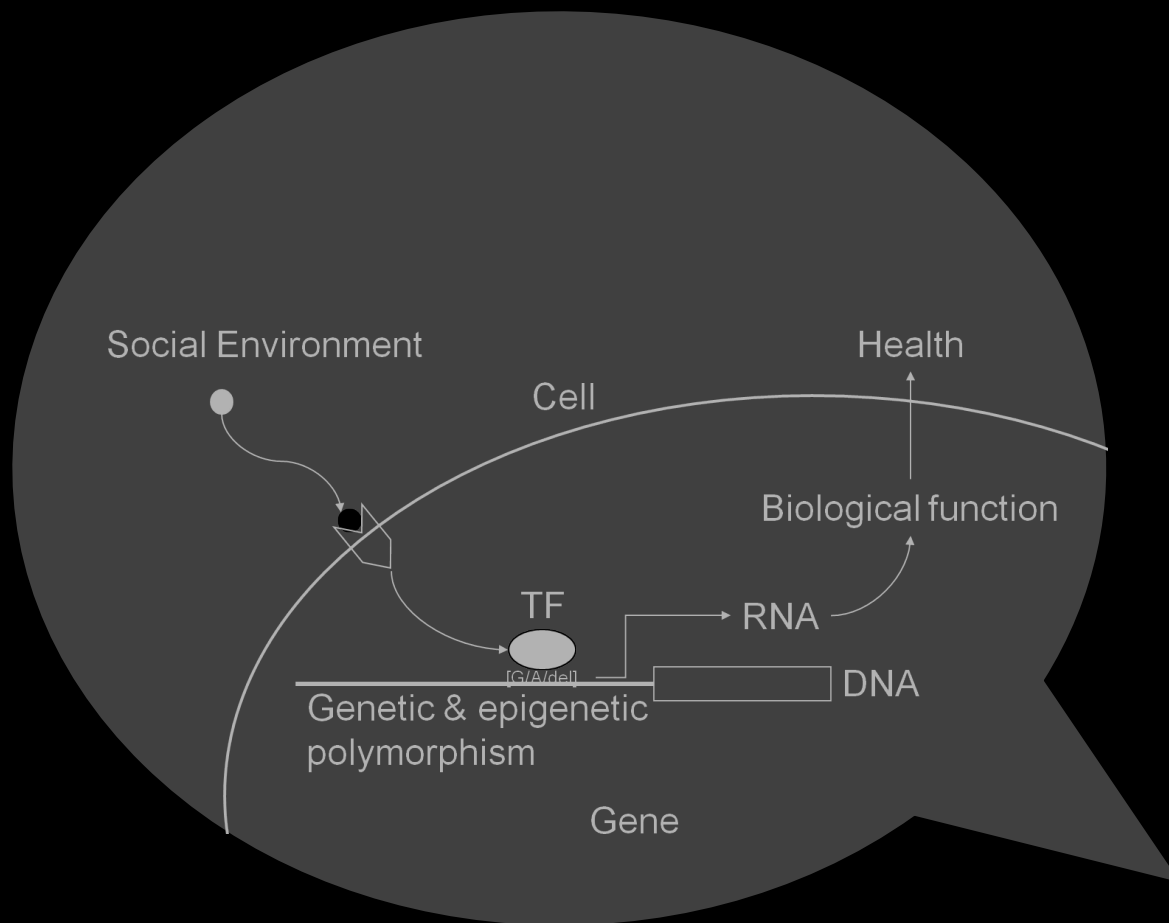 Social Environment
Health
Cell
Biological function
TF
RNA
[G/A/del]
DNA
Genetic & epigenetic
polymorphism
Gene